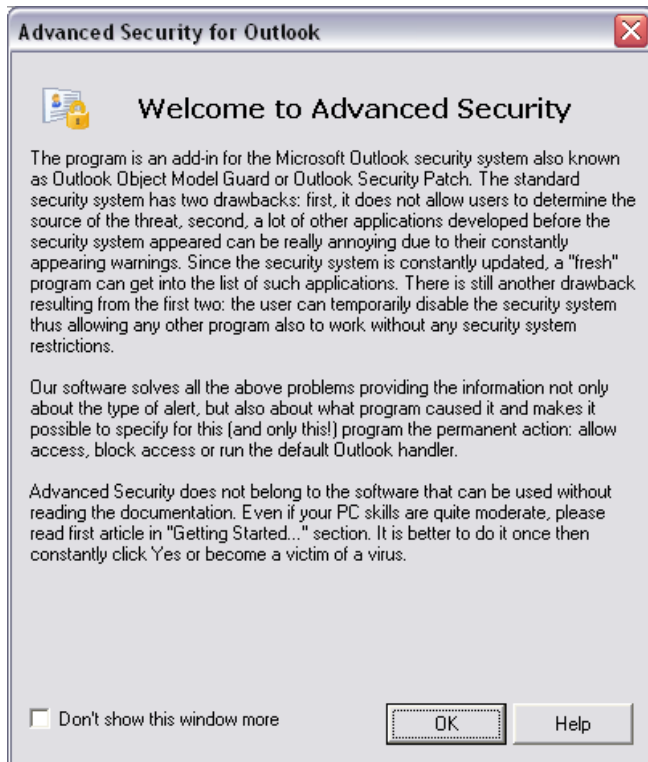 Advanced Security for Outlook
Welcome to Advanced Security
The program is an add-in for the Microsoft Outlook security system also known
as Outlook Object Model Guard or Outlook Security Patch. The standard
security system has two drawbacks: first, it does not allow users to determine the
source of the threat, second, a lot of other applications developed before the
security system appeared can be really annoying due to their constantly
appearing warnings. Since the security system is constantly updated, a "fresh"
program can get into the list of such applications. There is still another drawback
resulting from the first two: the user can temporarily disable the security system
thus allowing any other program also to work without any security system
restrictions.
Our software solves all the above problems providing the information not only
about the type of alert, but also about what program caused it and makes it
possible to specify for this (and only this!) program the permanent action: allow
access, block access or run the default Outlook handler.
Advanced Security does not belong to the software that can be used without
reading the documentation. Even if your PC skills are quite moderate, please
read first article in "Getting Started..." section. It is better to do it once then
constantly click Yes or become a victim of a virus.
Don't show this window more
OK
Help